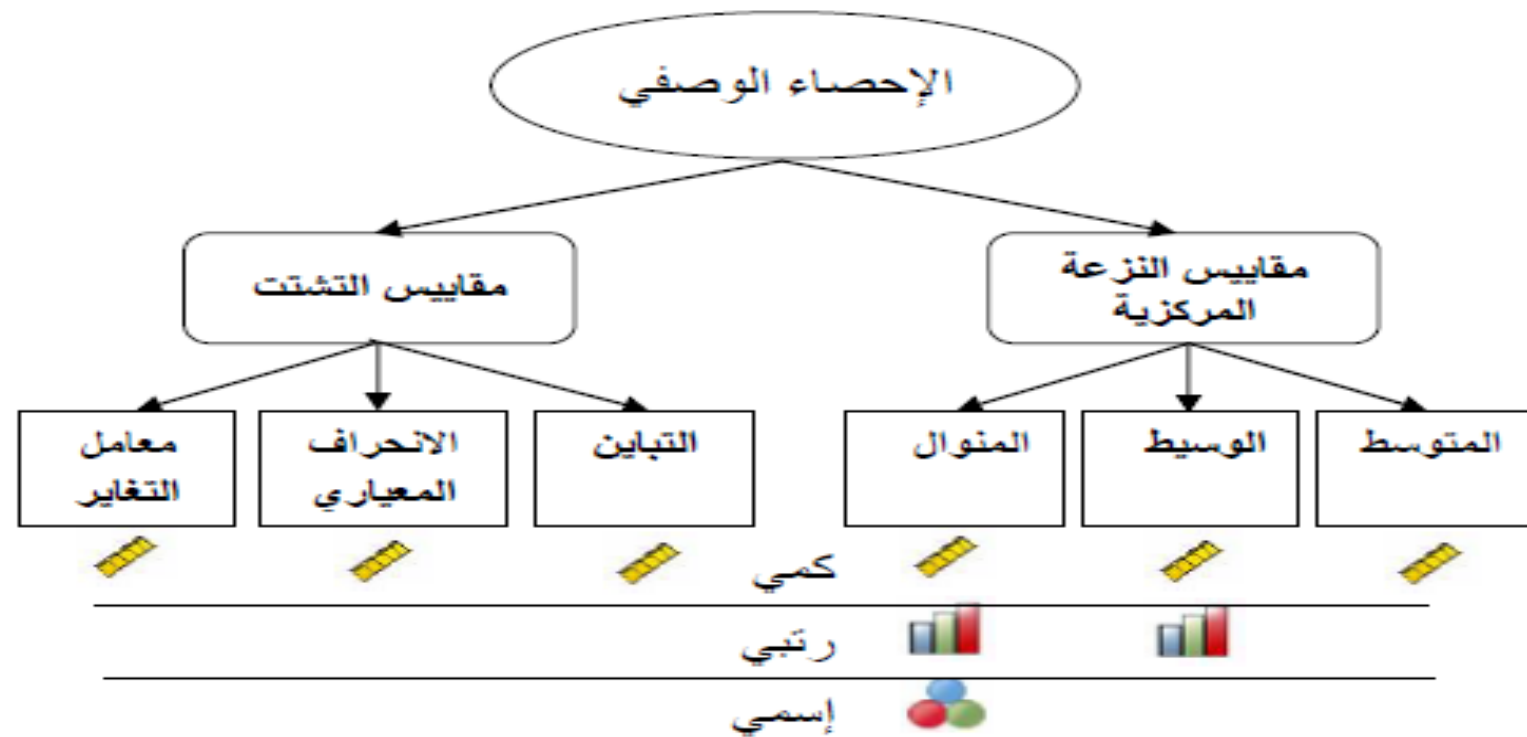 الإحصاء الوصفي
مقاييس النزعة
المركزية
مقاييس التشتت
المتوسط
الوسيط
المنوال
التباين
الانحراف
المعياري
معامل
التغاير
كمي
رتبي
إسمي